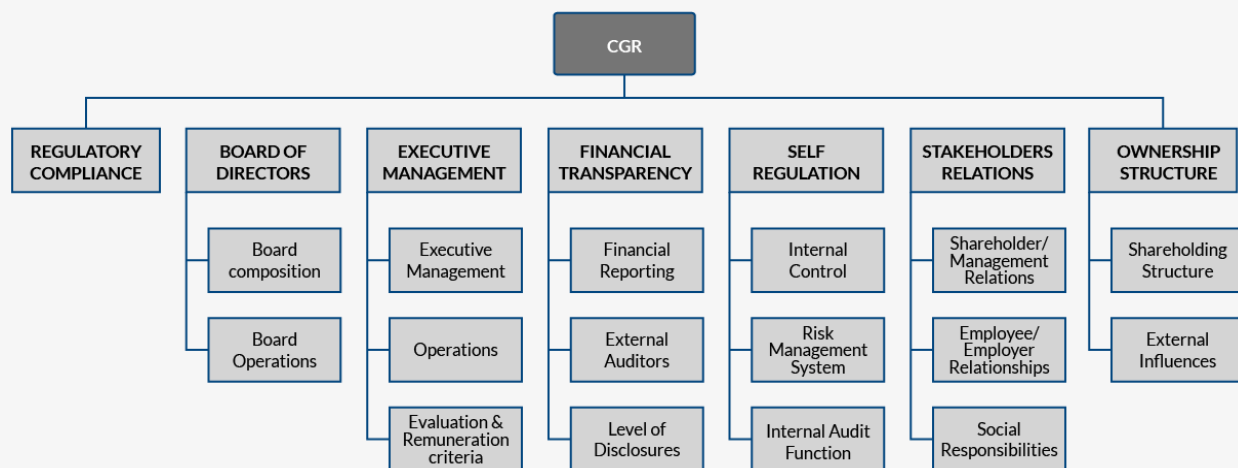 CGR
REGULATORY
COMPLIANCE
BOARD OF
DIRECTORS
EXECUTIVE
MANAGEMENT
FINANCIAL
TRANSPARENCY
SELF
REGULATION
STAKEHOLDERS
RELATIONS
OWNERSHIP
STRUCTURE
Board
composition
Executive
Management
Financial
Reporting
Internal
Control
Shareholder/
Management
Relations
Shareholding
Structure
Board
Operations
Operations
External
Auditors
Risk
Management
System
Employee/
Employer
Relationships
External
Influences
Evaluation &
Remuneration
criteria
Level of
Disclosures
Internal Audit
Function
Social
Responsibilities